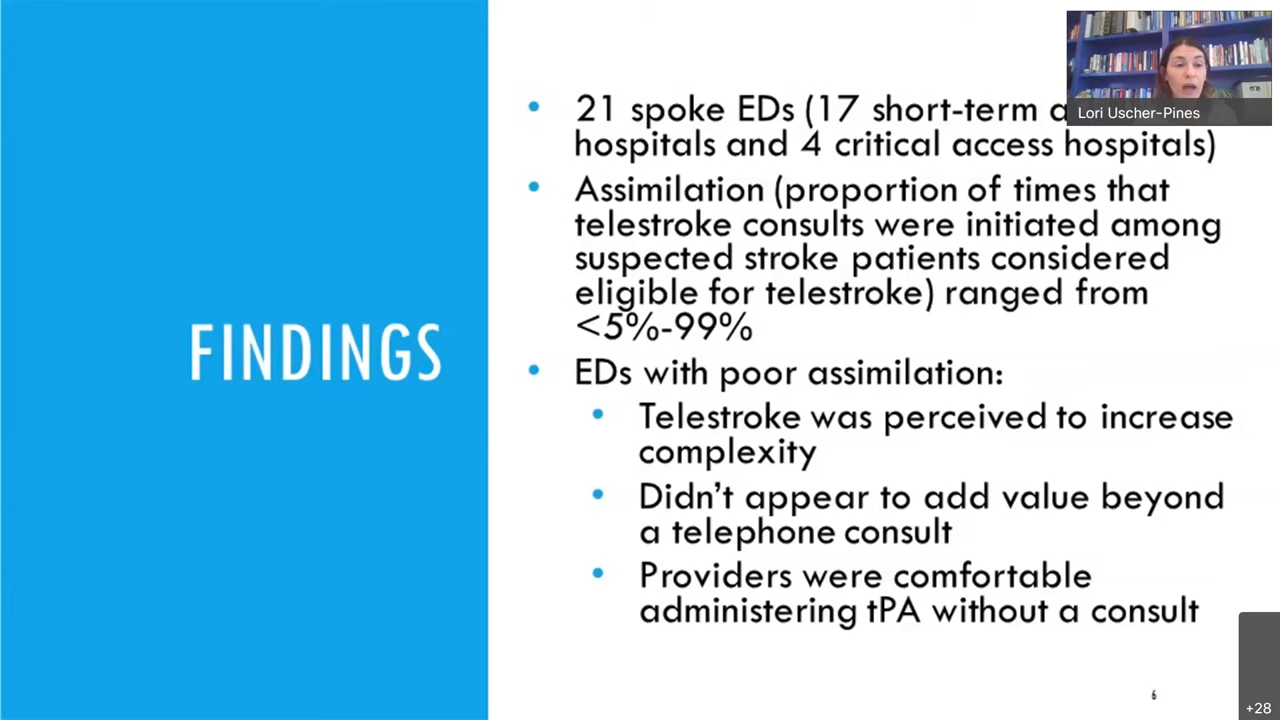 FINDINGS
• 21 spoke EDs (17 short-term
hospitals and 4 critical access hospitals)
• Assimilation (proportion of times that
telestroke consults were initiated among
suspected stroke patients considered
eligible for telestroke) ranged from
<5%-99%
• EDs with poor assimilation:
• Telestroke was perceived to increase
complexity
• Didn’t appear to add value beyond
a telephone consult
• Providers were comfortable
administering tPA without a consult
Lori Uscher-Pines
6
+28